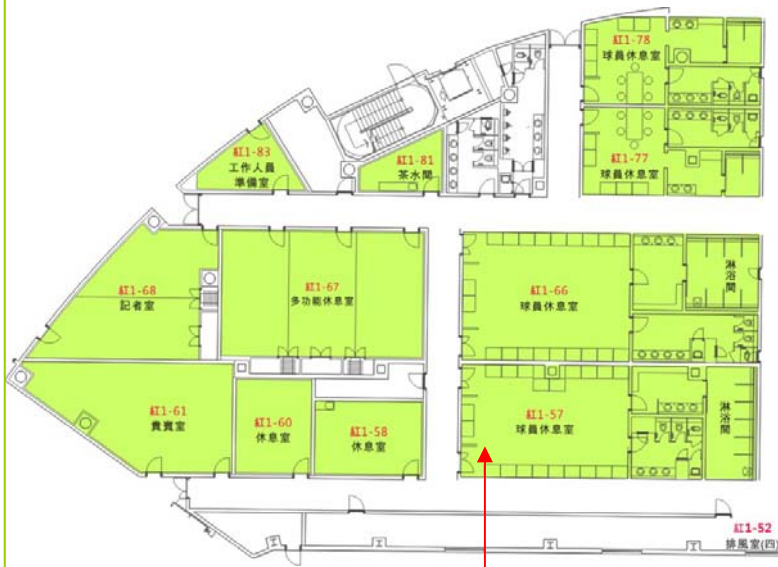 紅1-78
球員休息室
紅1-83
工作人員
準備室
紅1-81
茶水間
紅1-77
球員休息室
紅1-68
記者室
紅1-67
多功能休息室
紅1-66
球員休息室
淋浴間
紅1-61
貴賓室
紅1-60
休息室
紅1-58
休息室
紅1-57
球員休息室
淋浴間
紅1-52
排風室(四)